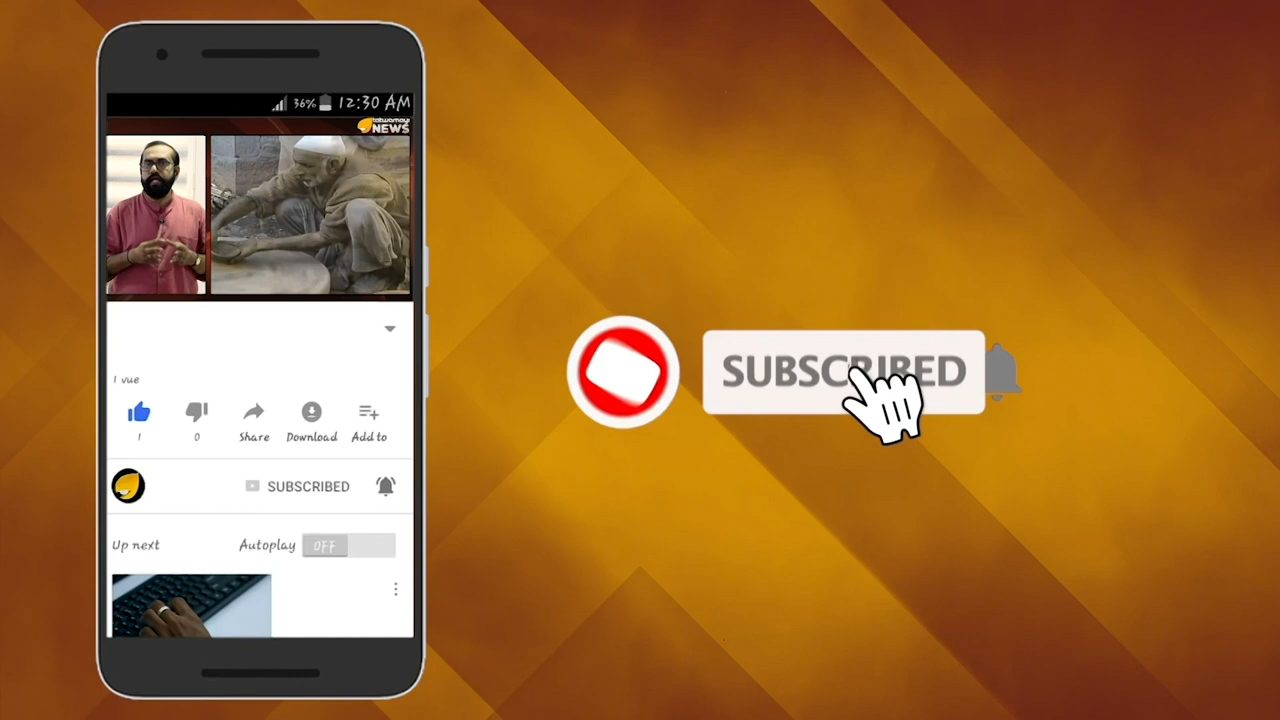 36% 12:30 AM
tatwamayi
NEWS
1 vue
1 0 Share Download Add to
SUBSCRIBED
Up next Autoplay OFF
SUBSCRIBED